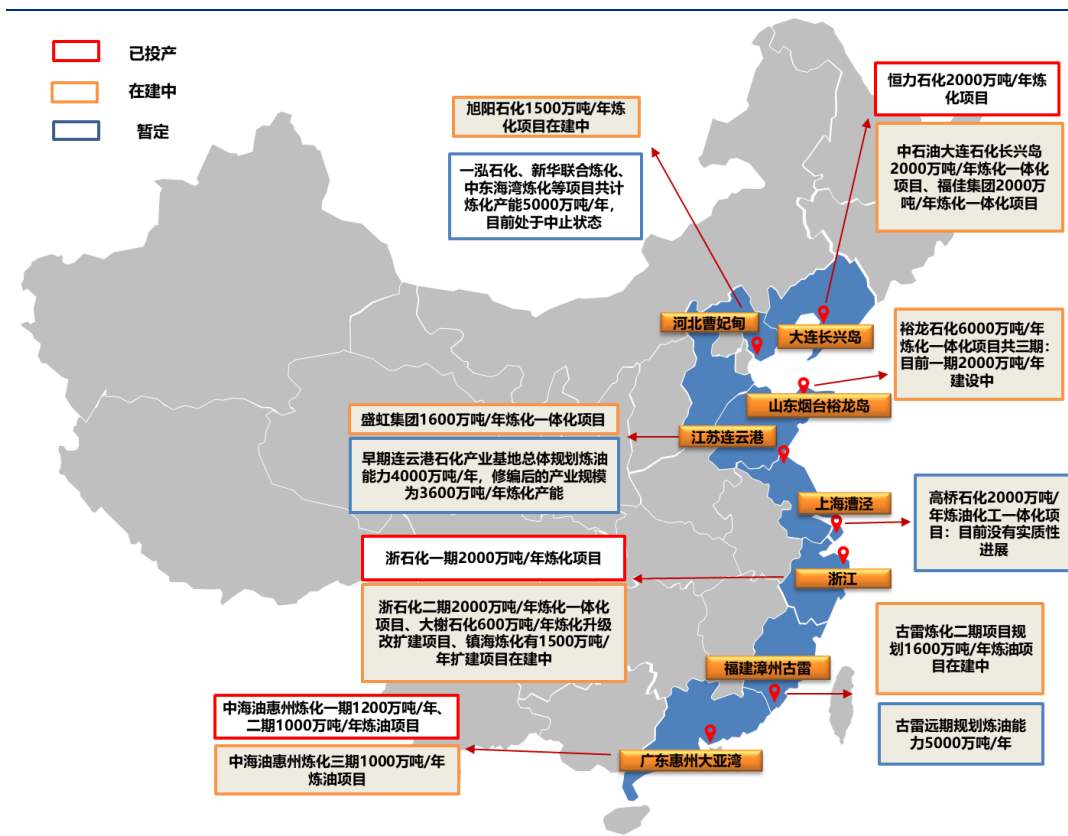 已投产
在建中
暂定
恒力石化2000万吨/年炼
化项目
旭阳石化1500万吨/年炼
化项目在建中
中石油大连石化长兴岛
2000万吨/年炼化一体化
项目、福佳集团2000万
吨/年炼化一体化项目
一泓石化、新华联合炼化、
中东海湾炼化等项目共计
炼化产能5000万吨/年，
目前处于中止状态
河北曹妃甸
大连长兴岛
裕龙石化6000万吨/年
炼化一体化项目共三期：
目前一期2000万吨/年
建设中
山东烟台裕龙岛
盛虹集团1600万吨/年炼化一体化项目
江苏连云港
早期连云港石化产业基地总体规划炼油
能力4000万吨/年，修编后的产业规模
为3600万吨/年炼化产能
上海漕泾
高桥石化2000万吨/
年炼油化工一体化项
目：目前没有实质性
进展
浙石化一期2000万吨/年炼化项目
浙江
浙石化二期2000万吨/年炼化一体化
项目、大榭石化600万吨/年炼化升级
改扩建项目、镇海炼化有1500万吨/
年扩建项目在建中
古雷炼化二期项目规
划1600万吨/年炼油项
目在建中
福建漳州古雷
中海油惠州炼化一期1200万吨/年、
二期1000万吨/年炼油项目
古雷远期规划炼油能
力5000万吨/年
中海油惠州炼化三期1000万吨/年
炼油项目
广东惠州大亚湾